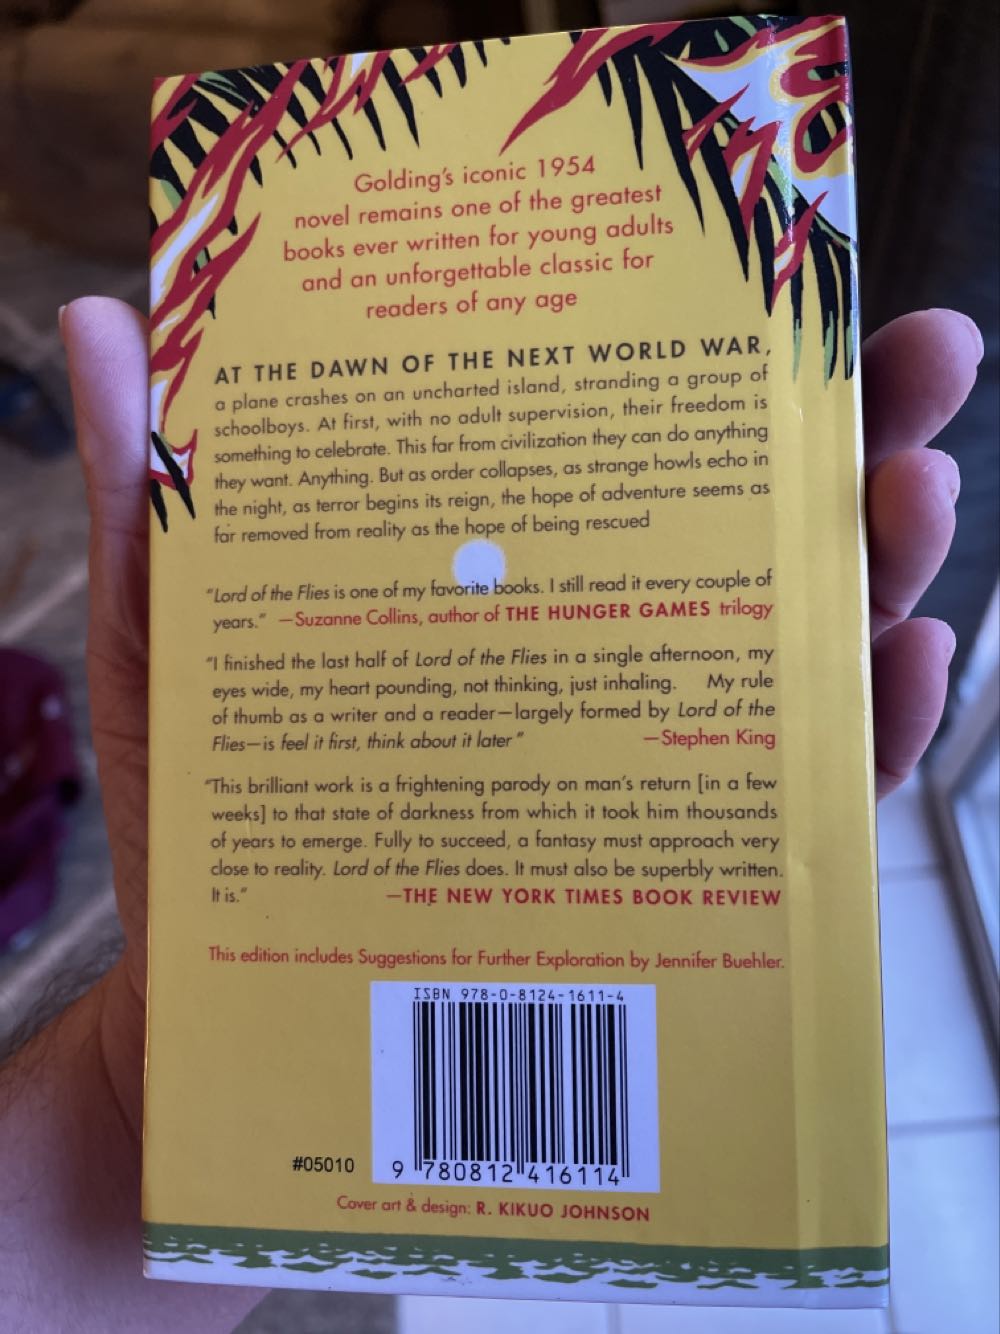 Golding's iconic 1954
novel remains one of the greatest
books ever written for young adults
and an unforgettable classic for
readers of any age
AT THE DAWN OF THE NEXT WORLD WAR,
a plane crashes on an uncharted island, stranding a group of
schoolboys. At first, with no adult supervision, their freedom is
something to celebrate. This far from civilization they can do anything
they want. Anything. But as order collapses, as strange howls echo in
the night, as terror begins its reign, the hope of adventure seems as
far removed from reality as the hope of being rescued
"Lord of the Flies is one of my favorite books. I still read it every couple of
years." —Suzanne Collins, author of THE HUNGER GAMES trilogy
"I finished the last half of Lord of the Flies in a single afternoon, my
eyes wide, my heart pounding, not thinking, just inhaling. My rule
of thumb as a writer and a reader—largely formed by Lord of the
Flies—is feel it first, think about it later" —Stephen King
"This brilliant work is a frightening parody on man's return [in a few
weeks] to that state of darkness from which it took him thousands
of years to emerge. Fully to succeed, a fantasy must approach very
close to reality. Lord of the Flies does. It must also be superbly written.
It is." —THE NEW YORK TIMES BOOK REVIEW
This edition includes Suggestions for Further Exploration by Jennifer Buehler.
ISBN 978-0-8124-1611-4
#05010 9 780812 416114
Cover art & design: R. KIKUO JOHNSON